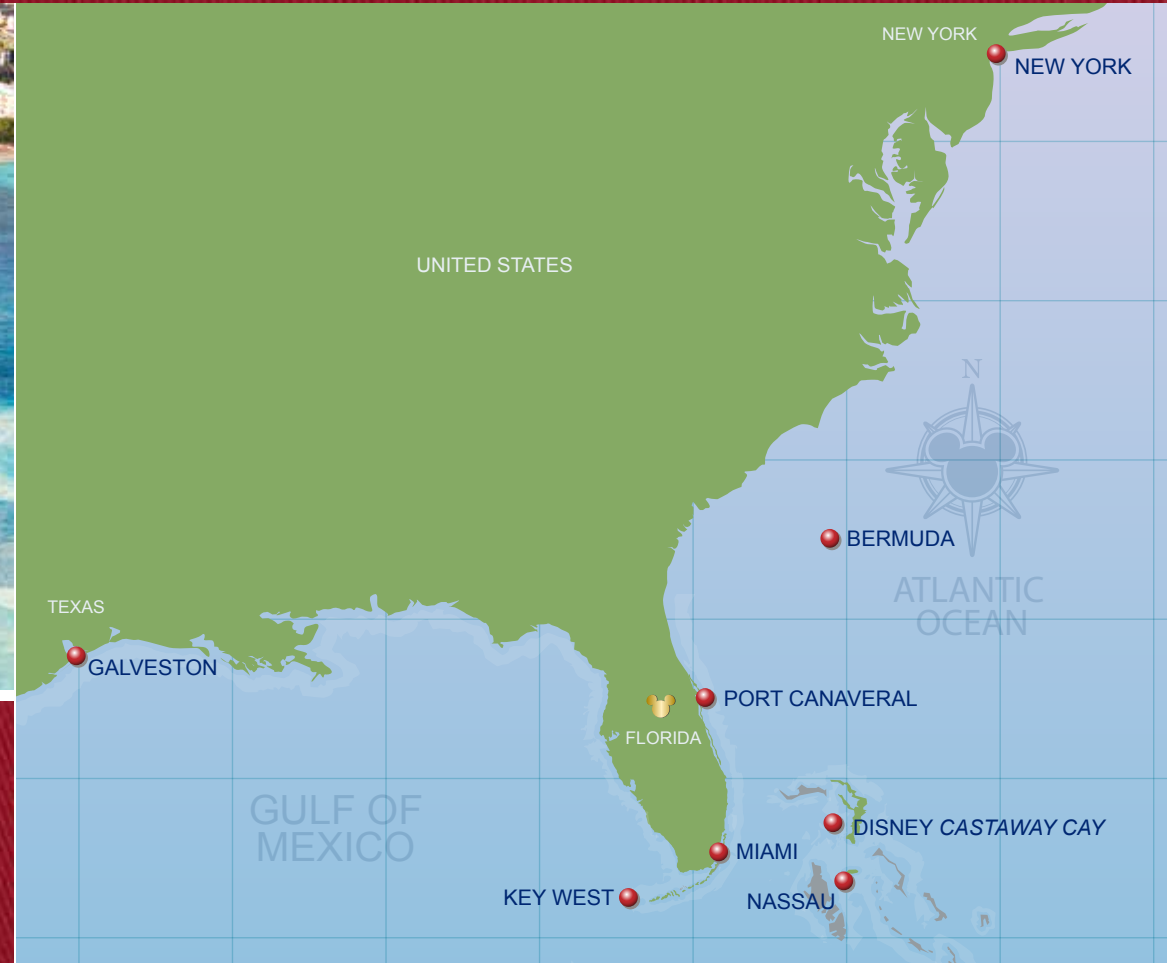 NEW YORK
NEW YORK
UNITED STATES
N
BERMUDA
ATLANTIC
OCEAN
TEXAS
GALVESTON
PORT CANAVERAL
FLORIDA
GULF OF
MEXICO
DISNEY CASTAWAY CAY
MIAMI
KEY WEST
NASSAU